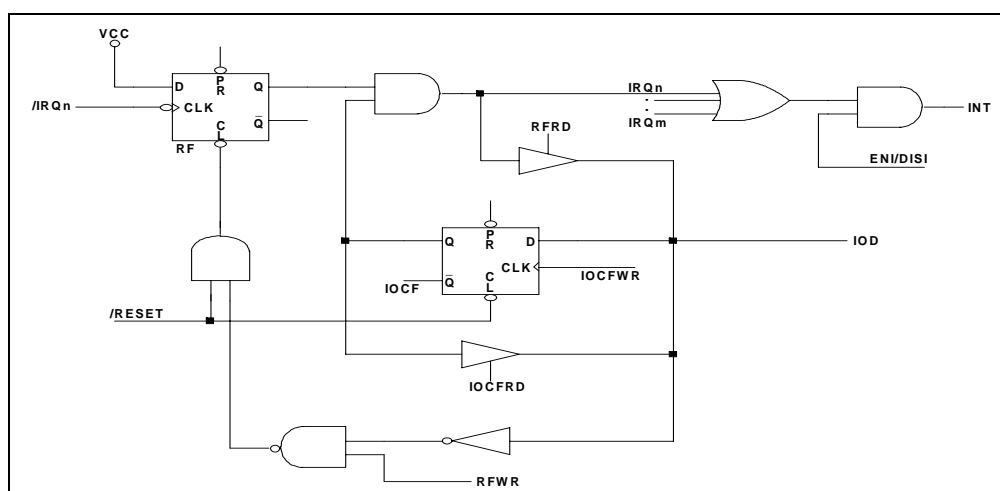 VCC
D
P
R
Q
/IRQn
CLK
C
L
Q̅
RF
IRQn
:
IRQm
INT
RFRD
ENI/DISI
Q
P
R
D
IOD
CLK
IOCFWR
IOCF
Q̅
C
L
/RESET
IOCFRD
RFWR